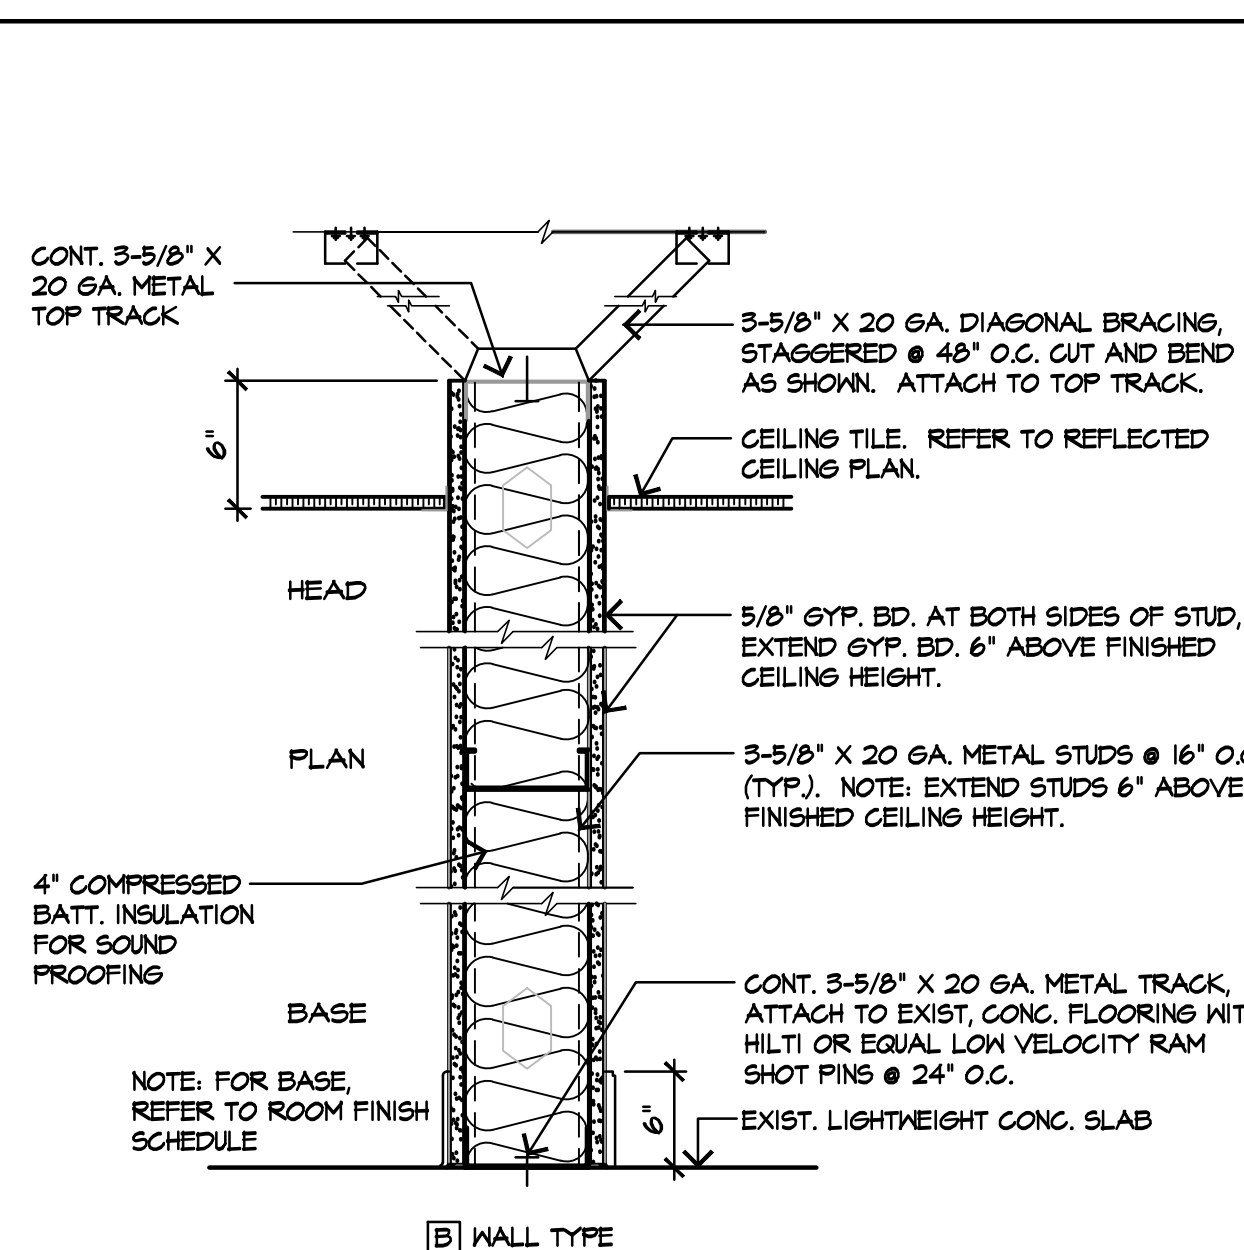 CONT. 3-5/8" X
20 GA. METAL
TOP TRACK
3-5/8" X 20 GA. DIAGONAL BRACING,
STAGGERED @ 48" O.C. CUT AND BEND
AS SHOWN. ATTACH TO TOP TRACK.
6"
CEILING TILE. REFER TO REFLECTED
CEILING PLAN.
HEAD
5/8" GYP. BD. AT BOTH SIDES OF STUD,
EXTEND GYP. BD. 6" ABOVE FINISHED
CEILING HEIGHT.
PLAN
3-5/8" X 20 GA. METAL STUDS @ 16"
(TYP.). NOTE: EXTEND STUDS 6" ABOVE
FINISHED CEILING HEIGHT.
4" COMPRESSED
BATT. INSULATION
FOR SOUND
PROOFING
CONT. 3-5/8" X 20 GA. METAL TRACK,
ATTACH TO EXIST, CONC. FLOORING
HILTI OR EQUAL LOW VELOCITY RAM
SHOT PINS @ 24" O.C.
BASE
NOTE: FOR BASE,
REFER TO ROOM FINISH
SCHEDULE
6"
EXIST. LIGHTWEIGHT CONC. SLAB
B WALL TYPE